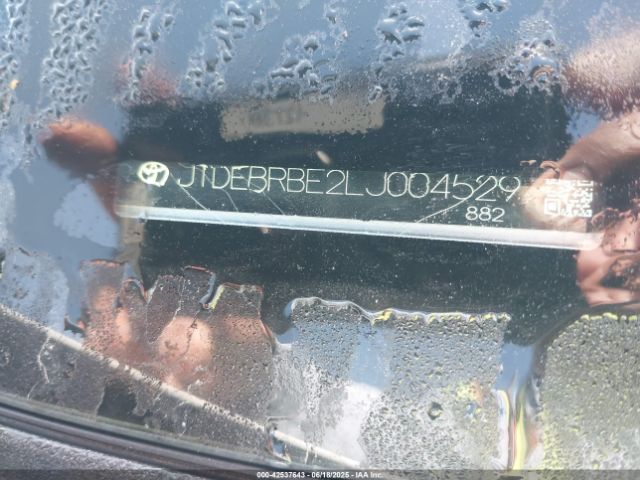 JTDEBRBE2LJ004529
882
000-42537643 - 06/18/2025 - IAA Inc.